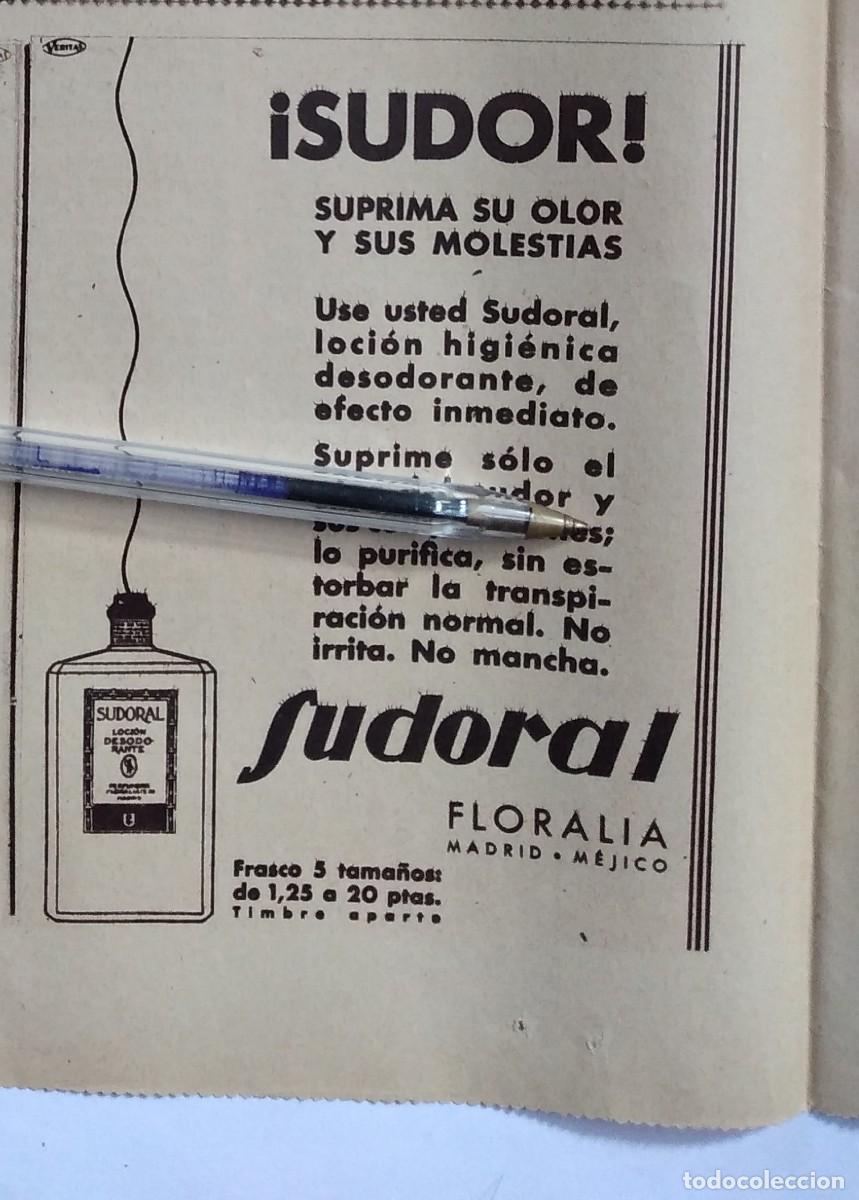 VERITAS
¡SUDOR!
SUPRIMA SU OLOR
Y SUS MOLESTIAS
Use usted Sudoral,
loción higiénica
desodorante, de
efecto inmediato.
Suprime sólo el
y
lo purifica, sin es-
torbar la transpi-
ración normal. No
irrita. No mancha.
SUDORAL
LOCIÓN
DESODO-
RANTE
Sudoral
FLORALIA
MADRID • MÉJICO
Frasco 5 tamaños:
de 1,25 a 20 ptas.
Timbre aparte
todocoleccion